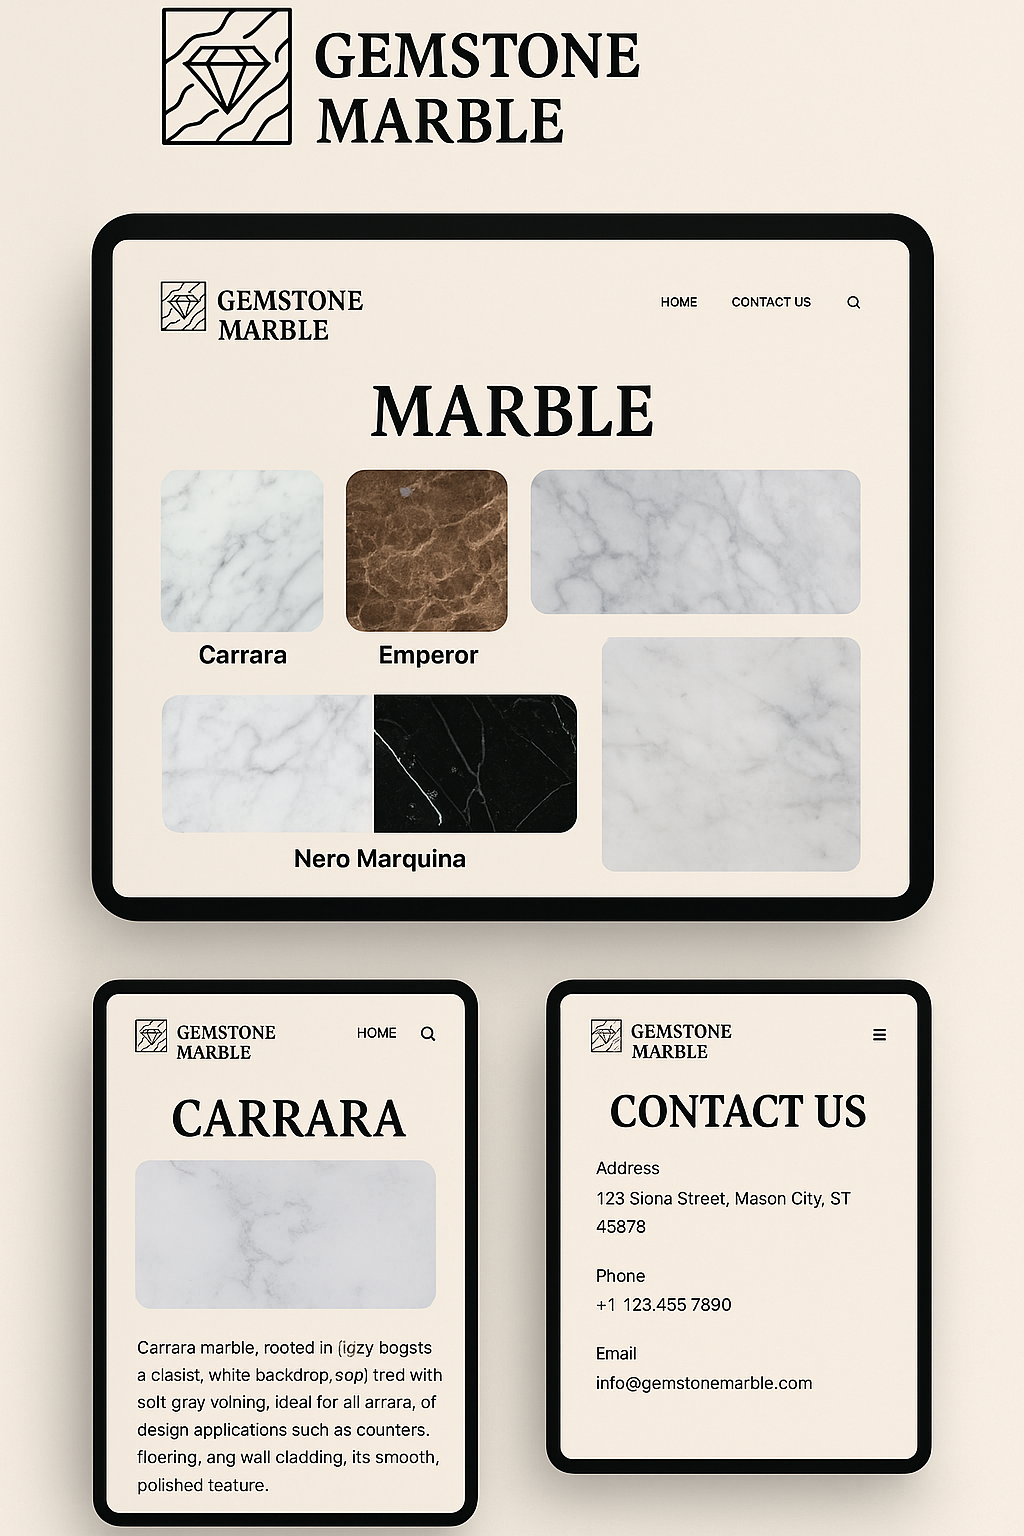 GEMSTONE
MARBLE
GEMSTONE
MARBLE
HOME CONTACT US
MARBLE
Carrara
Emperor
Nero Marquina
GEMSTONE
MARBLE
HOME
CARRARA
Carrara marble, rooted in (igzy bogsts
a clasist, white backdrop, sop) tred with
solt gray volning, ideal for all arrara, of
design applications such as counters.
floering, ang wall cladding, its smooth,
polished teature.
GEMSTONE
MARBLE
CONTACT US
Address
123 Siona Street, Mason City, ST
45878
Phone
+1 123.455 7890
Email
info@gemstonemarble.com